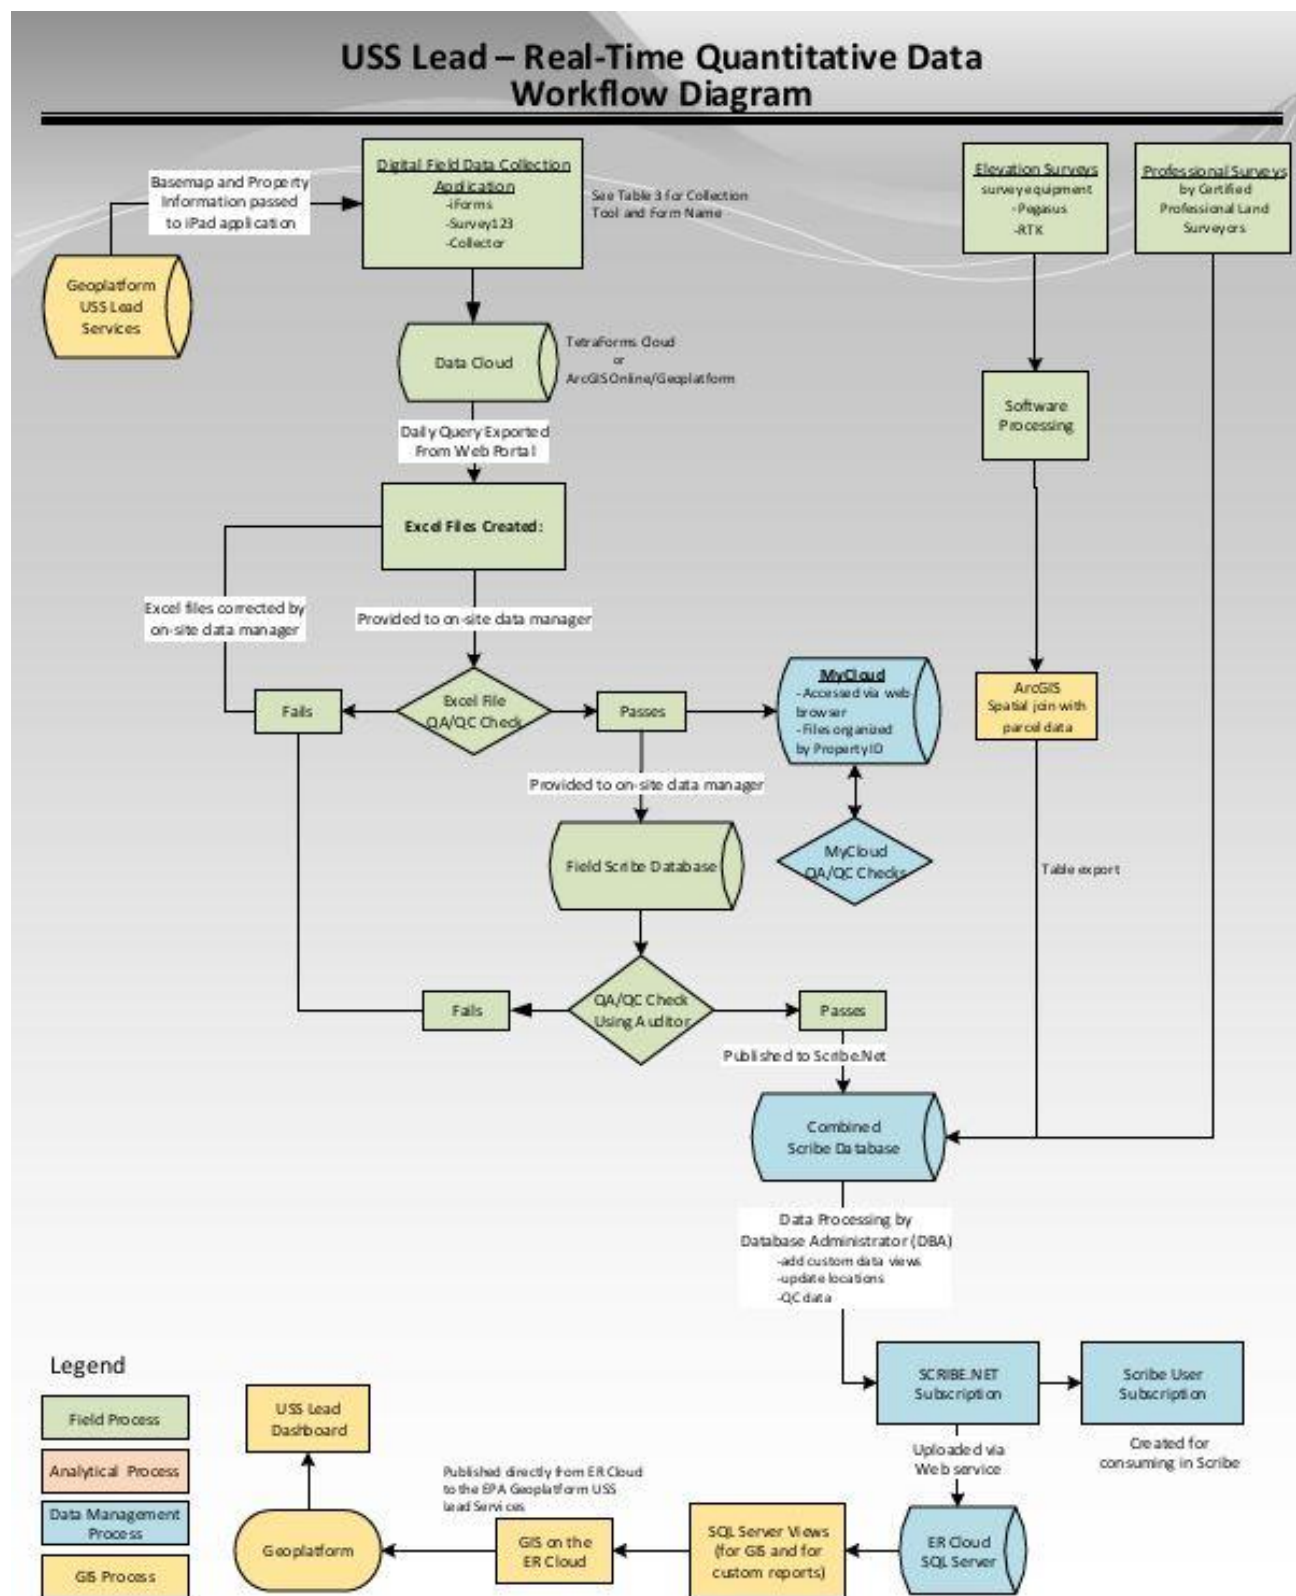 USS Lead – Real-Time Quantitative Data
Workflow Diagram
Digital Field Data Collection
Application
-iForms
-Survey123
-Collector
See Table 3 for Collection
Tool and Form Name
Basemap and Property
Information passed
to iPad application
Geoplatform
USS Lead
Services
Elevation Surveys
survey equipment
-Pegasus
-RTK
Professional Surveys
by Certified
Professional Land
Surveyors
Data Cloud
TetraForms Cloud
or
ArcGISOnline/Geoplatform
Software
Processing
Daily Query Exported
From Web Portal
Excel Files Created:
Excel files corrected by
on-site data manager
Provided to on-site data manager
Fails
Excel File
QA/QC Check
Passes
MyCloud
- Accessed via web
browser
- Files organized
by Property ID
ArcGIS
Spatial join with
parcel data
Provided to on-site data manager
Field Scribe Database
MyCloud
QA/QC Checks
Table export
Fails
QA/QC Check
Using Auditor
Passes
Published to Scribe.Net
Combined
Scribe Database
Data Processing by
Database Administrator (DBA)
-add custom data views
-update locations
-QC data
SCRIBE.NET
Subscription
Scribe User
Subscription
Uploaded via
Web service
Created for
consuming in Scribe
ER Cloud
SQL Server
SQL Server Views
(for GIS and for
custom reports)
GIS on the
ER Cloud
Published directly from ER Cloud
to the EPA Geoplatform USS
lead Services
Geoplatform
USS Lead
Dashboard
Legend
Field Process
Analytical Process
Data Management
Process
GIS Process